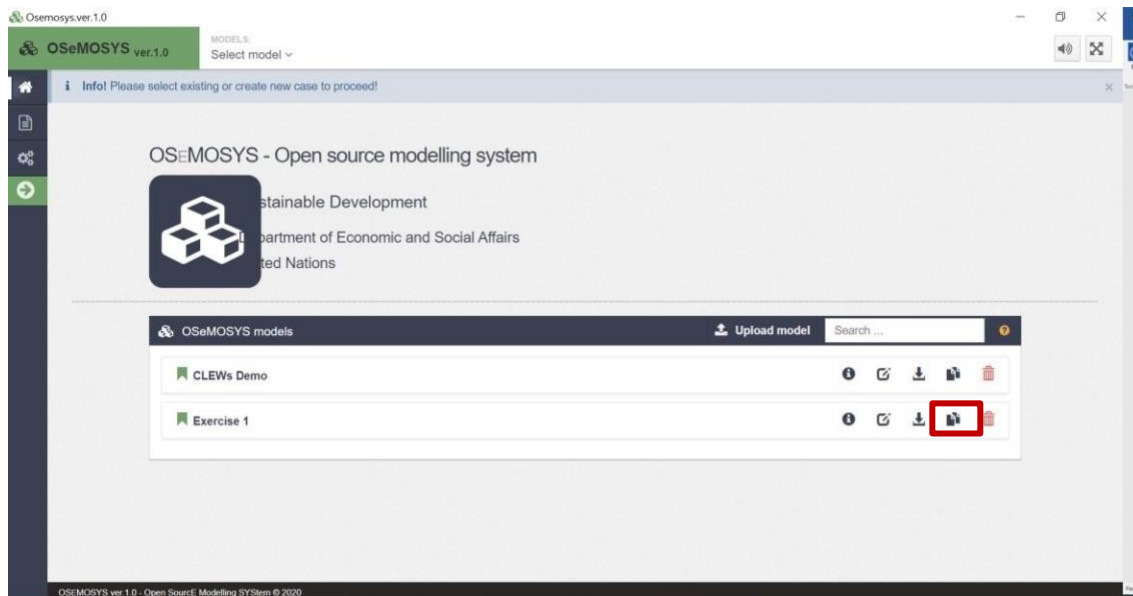 Osemosys.ver.1.0
OSeMOSYS ver.1.0
MODELS:
Select model
Info! Please select existing or create new case to proceed!
OSEMOSYS - Open source modelling system
stainable Development
partment of Economic and Social Affairs
ted Nations
OSeMOSYS models
Upload model
Search ...
CLEWs Demo
Exercise 1
OSEMOSYS ver 1.0 - Open SourcE Modelling SYStem © 2020